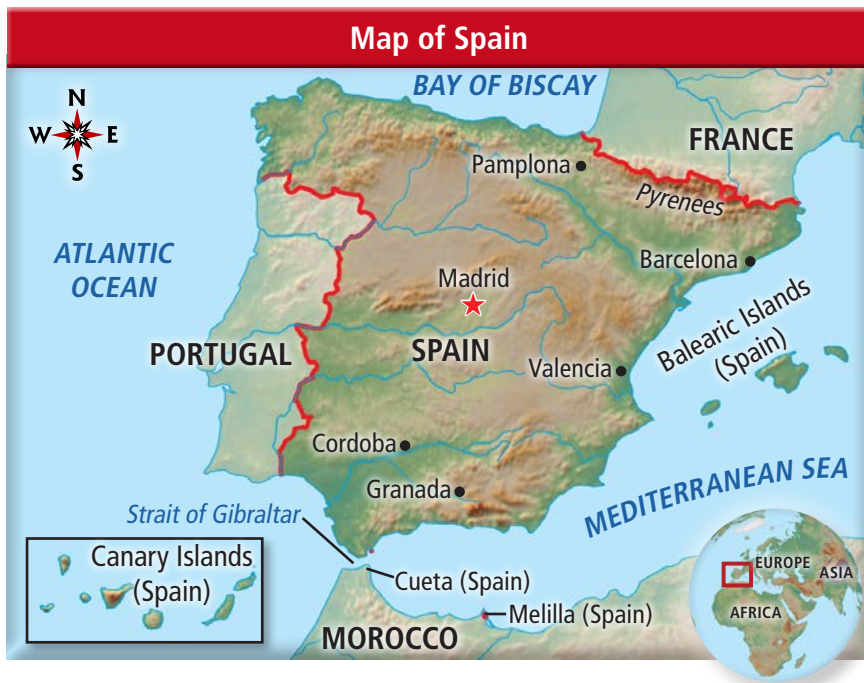 Map of Spain
BAY OF BISCAY
N
W
E
S
FRANCE
Pamplona
Pyrenees
ATLANTIC
OCEAN
Barcelona
Madrid
Balearic Islands
(Spain)
PORTUGAL
SPAIN
Valencia
Cordoba
Granada
MEDITERRANEAN SEA
Strait of Gibraltar
Canary Islands
(Spain)
Cueta (Spain)
Melilla (Spain)
MOROCCO
EUROPE
ASIA
AFRICA